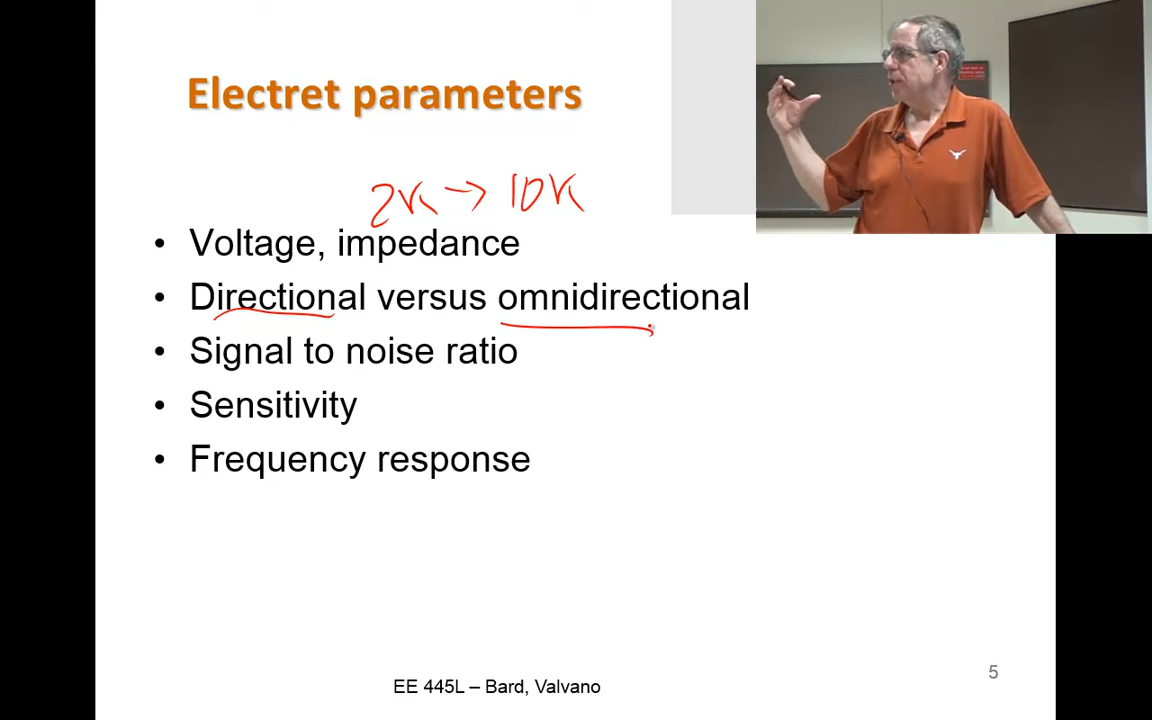 Electret parameters
2K → 10K
• Voltage, impedance
• Directional versus omnidirectional
• Signal to noise ratio
• Sensitivity
• Frequency response
EE 445L – Bard, Valvano
5